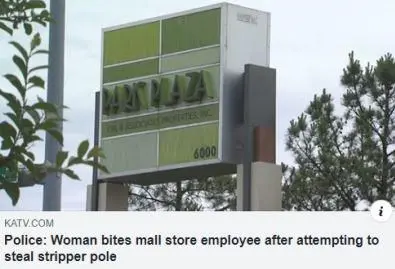 PARK PLAZA
6000
i
KATV.COM
Police: Woman bites mall store employee after attempting to
steal stripper pole